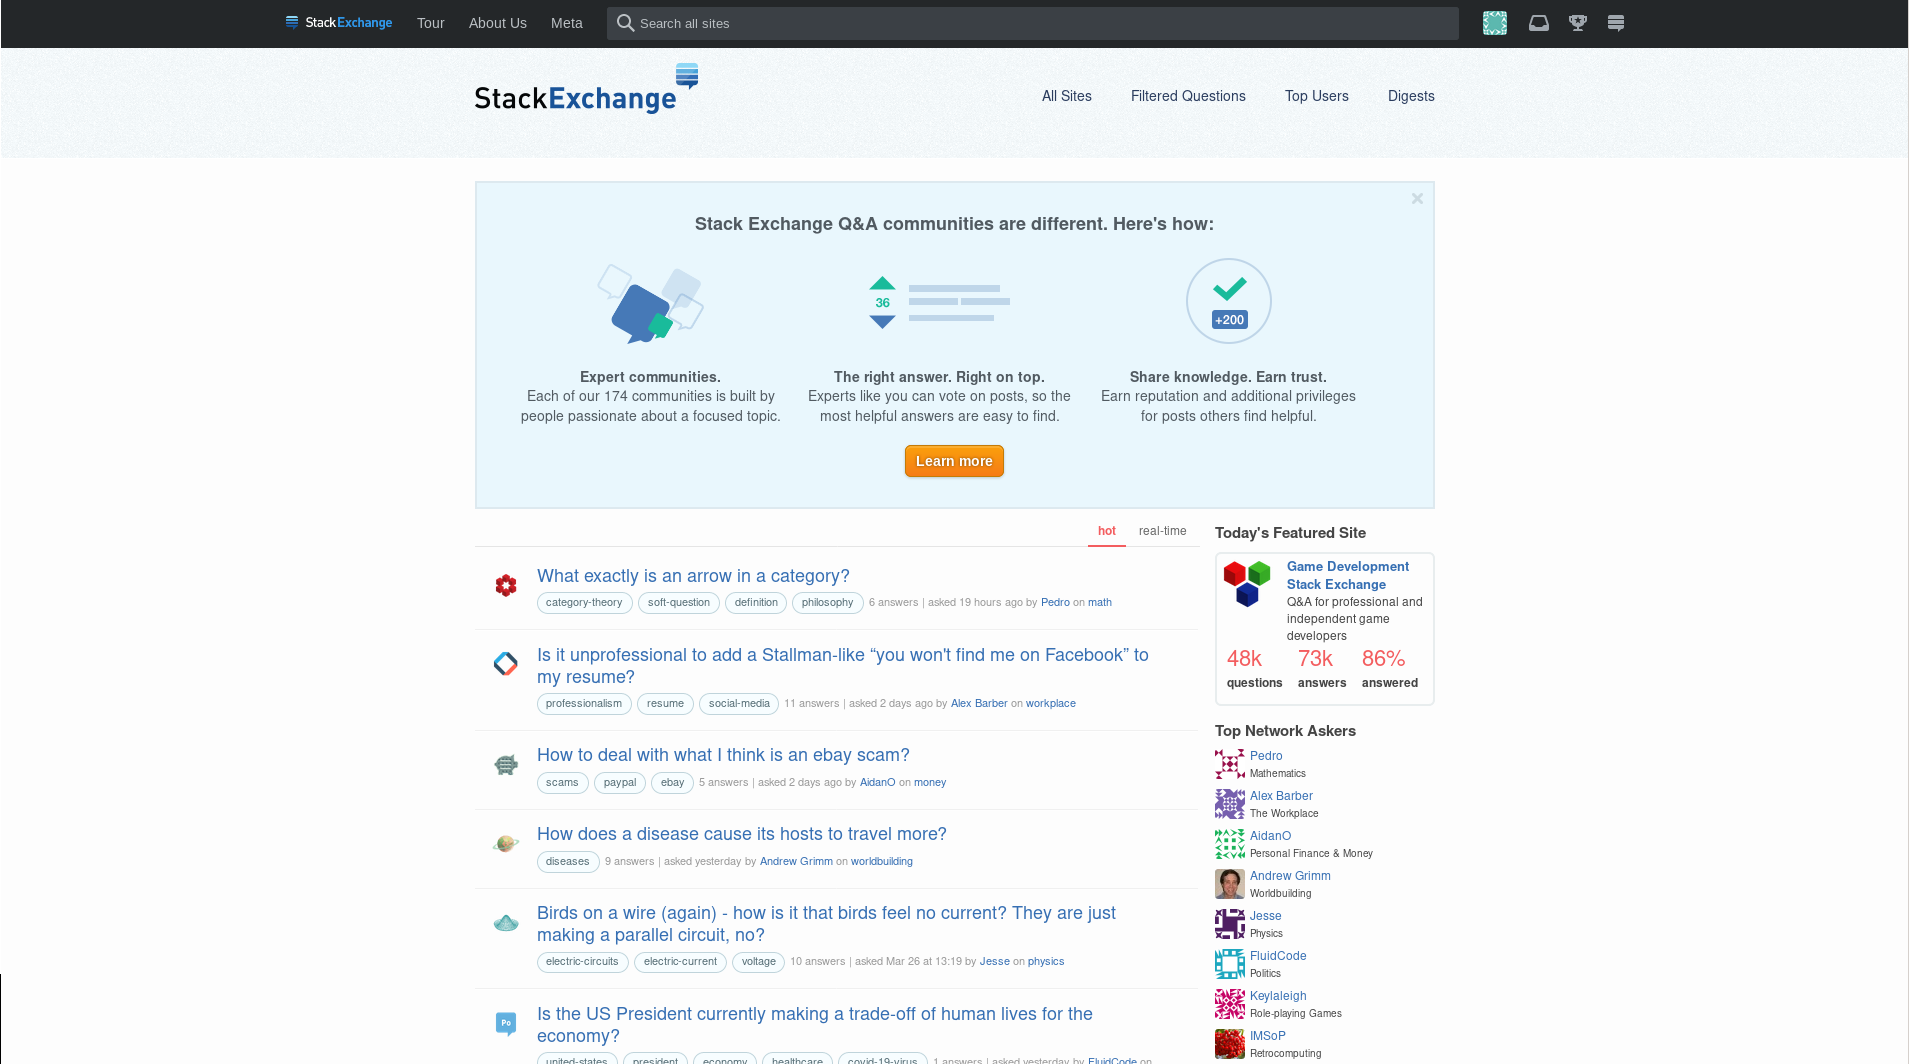 StackExchange Tour About Us Meta Search all sites
StackExchange
All Sites Filtered Questions Top Users Digests
Stack Exchange Q&A communities are different. Here's how:
36
+200
Expert communities.
Each of our 174 communities is built by
people passionate about a focused topic.
The right answer. Right on top.
Experts like you can vote on posts, so the
most helpful answers are easy to find.
Share knowledge. Earn trust.
Earn reputation and additional privileges
for posts others find helpful.
Learn more
hot real-time
What exactly is an arrow in a category?
category-theory soft-question definition philosophy 6 answers | asked 19 hours ago by Pedro on math
Is it unprofessional to add a Stallman-like “you won't find me on Facebook” to
my resume?
professionalism resume social-media 11 answers | asked 2 days ago by Alex Barber on workplace
How to deal with what I think is an ebay scam?
scams paypal ebay 5 answers | asked 2 days ago by AidanO on money
How does a disease cause its hosts to travel more?
diseases 9 answers | asked yesterday by Andrew Grimm on worldbuilding
Birds on a wire (again) - how is it that birds feel no current? They are just
making a parallel circuit, no?
electric-circuits electric-current voltage 10 answers | asked Mar 26 at 13:19 by Jesse on physics
Po
Is the US President currently making a trade-off of human lives for the
economy?
united-states president economy healthcare covid-19-virus 1 answers | asked yesterday by FluidCode on
Today's Featured Site
Game Development
Stack Exchange
Q&A for professional and
independent game
developers
48k 73k 86%
questions answers answered
Top Network Askers
Pedro
Mathematics
Alex Barber
The Workplace
AidanO
Personal Finance & Money
Andrew Grimm
Worldbuilding
Jesse
Physics
FluidCode
Politics
Keylaleigh
Role-playing Games
IMSoP
Retrocomputing